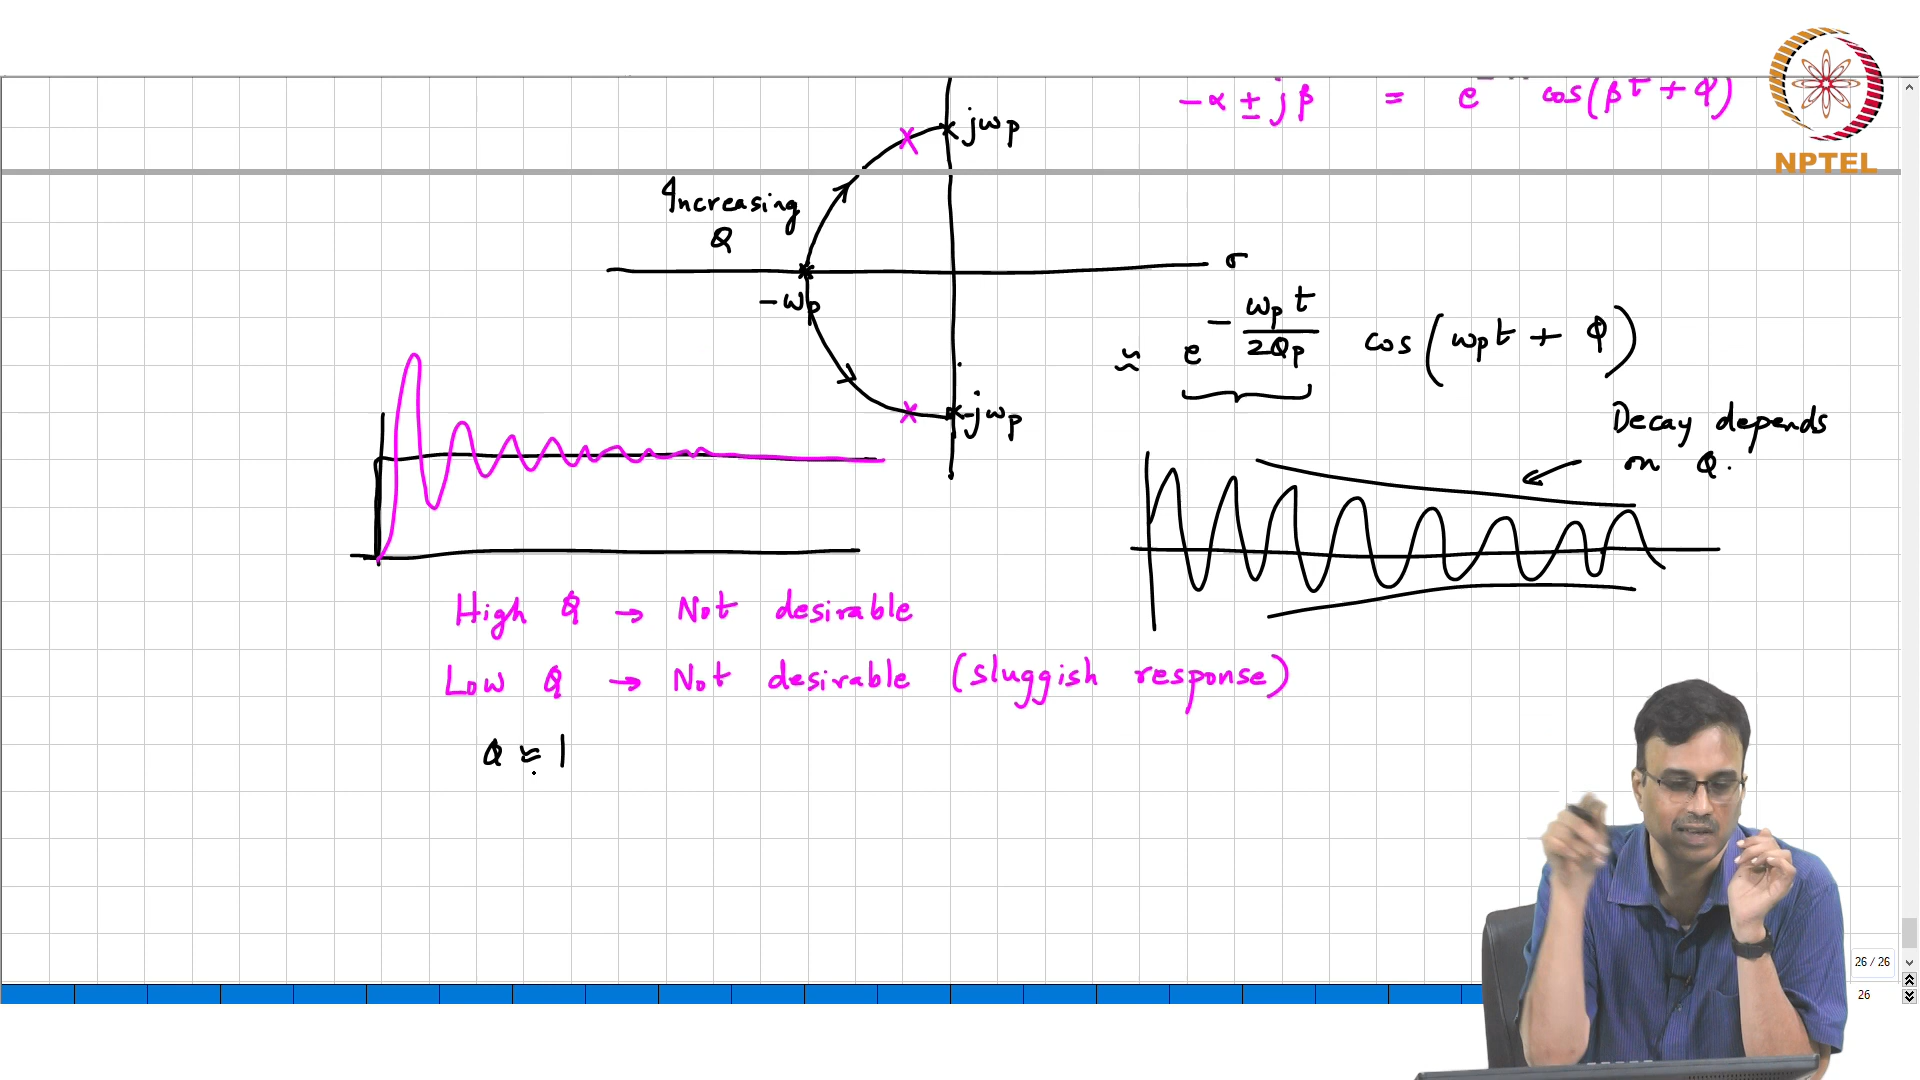 -α ± jβ = e cos(βt + φ)
NPTEL
jωp
Increasing
Q
σ
-ωp
≈ e^(-ωp t / 2Qp) cos(ωpt + φ)
-jωp
Decay depends
on Q.
High Q → Not desirable
Low Q → Not desirable (sluggish response)
Q ≈ 1
26 / 26
26